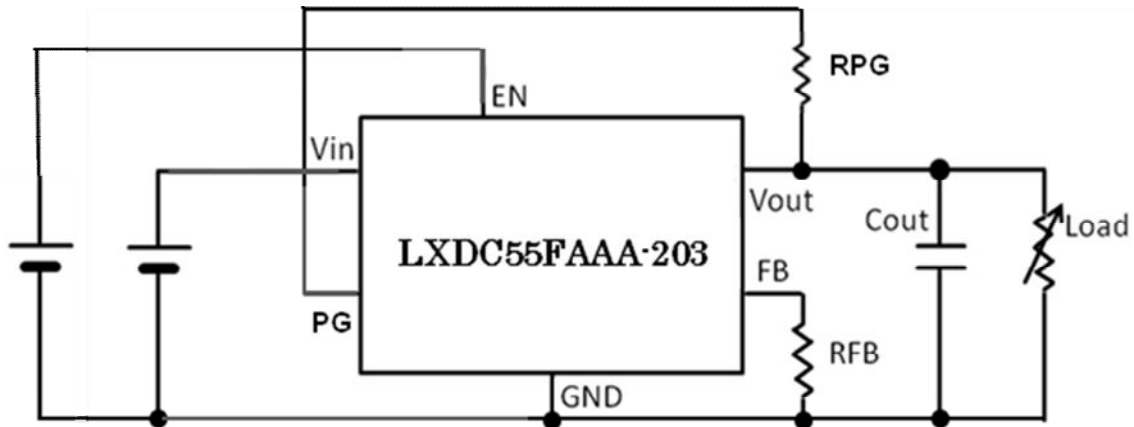 RPG
EN
Vin
Vout
Cout
Load
LXDC55FAAA-203
FB
PG
RFB
GND